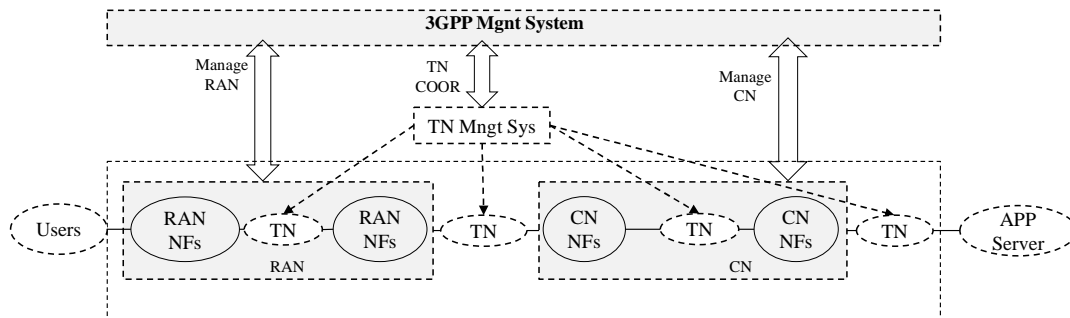 3GPP Mgnt System
Manage
RAN
TN
COOR
Manage
CN
TN Mngt Sys
Users
RAN
NFs
TN
RAN
NFs
TN
CN
NFs
TN
CN
NFs
TN
APP
Server
RAN
CN